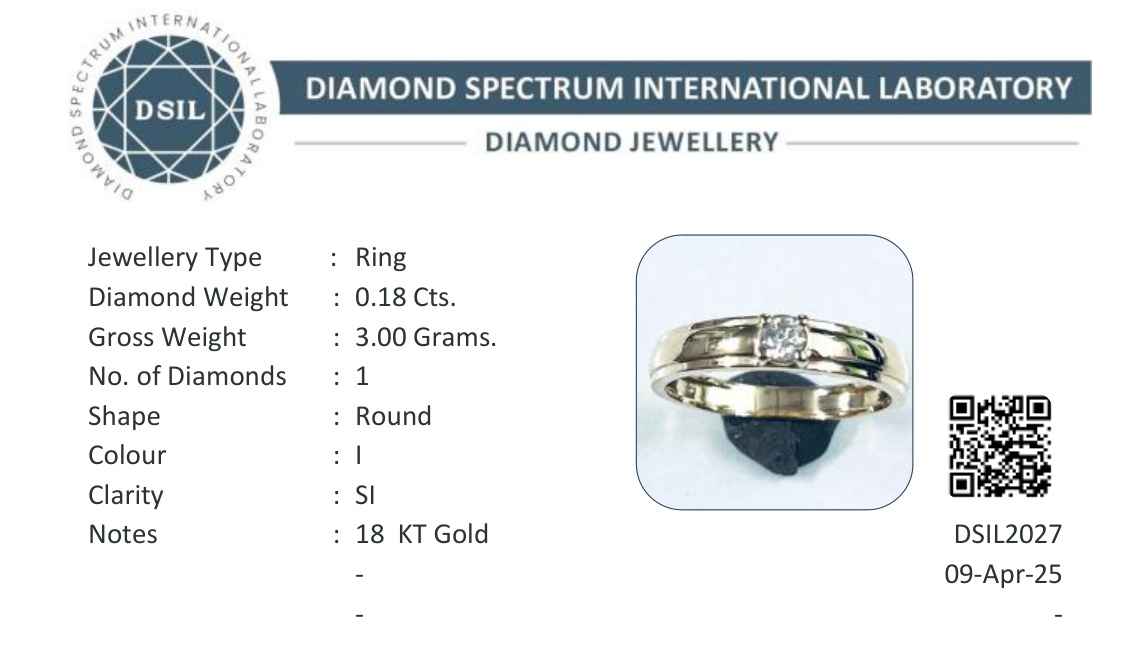 DIAMOND SPECTRUM INTERNATIONAL LABORATORY
DSIL
DIAMOND SPECTRUM INTERNATIONAL LABORATORY
DIAMOND JEWELLERY
Jewellery Type : Ring
Diamond Weight : 0.18 Cts.
Gross Weight : 3.00 Grams.
No. of Diamonds : 1
Shape : Round
Colour : I
Clarity : SI
Notes : 18 KT Gold
-
-
DSIL2027
09-Apr-25
-